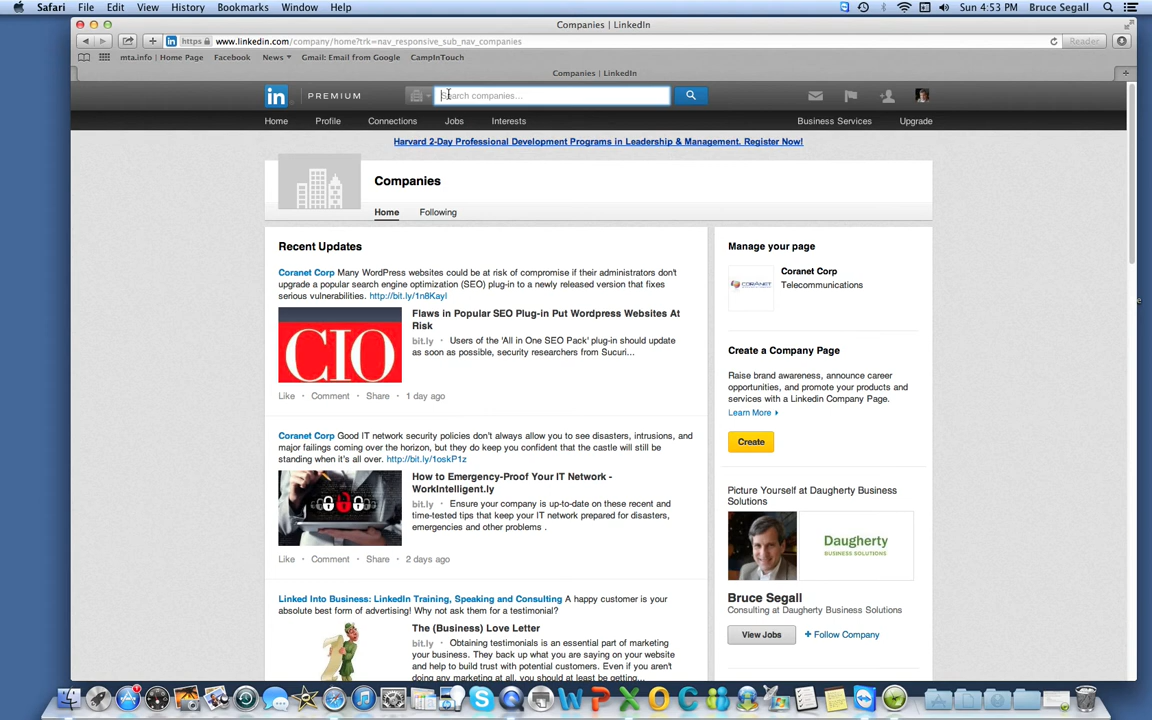 Safari File Edit View History Bookmarks Window Help Sun 4:53 PM Bruce Segall
Companies | LinkedIn
https www.linkedin.com/company/home?trk=nav_responsive_sub_nav_companies Reader
mta.info | Home Page Facebook News Gmail: Email from Google CampInTouch
Companies | LinkedIn
in PREMIUM Search companies...
Home Profile Connections Jobs Interests Business Services Upgrade
Harvard 2-Day Professional Development Programs in Leadership & Management. Register Now!
Companies
Home Following
Recent Updates
Coranet Corp Many WordPress websites could be at risk of compromise if their administrators don't
upgrade a popular search engine optimization (SEO) plug-in to a newly released version that fixes
serious vulnerabilities. http://bit.ly/1n8Kayl
CIO
Flaws in Popular SEO Plug-in Put Wordpress Websites At
Risk
bit.ly · Users of the 'All in One SEO Pack' plug-in should update
as soon as possible, security researchers from Sucuri...
Like · Comment · Share · 1 day ago
Coranet Corp Good IT network security policies don't always allow you to see disasters, intrusions, and
major failings coming over the horizon, but they do keep you confident that the castle will still be
standing when it's all over. http://bit.ly/1oskP1z
How to Emergency-Proof Your IT Network -
WorkIntelligent.ly
bit.ly · Ensure your company is up-to-date on these recent and
time-tested tips that keep your IT network prepared for disasters,
emergencies and other problems .
Like · Comment · Share · 2 days ago
Linked Into Business: LinkedIn Training, Speaking and Consulting A happy customer is your
absolute best form of advertising! Why not ask them for a testimonial?
The (Business) Love Letter
bit.ly · Obtaining testimonials is an essential part of marketing
your business. They back up what you are saying on your website
and help to build trust with potential customers. Even if you aren't
doing any marketing at all, you should at least be getting...
Manage your page
CORANET
Coranet Corp
Telecommunications
Create a Company Page
Raise brand awareness, announce career
opportunities, and promote your products and
services with a Linkedin Company Page.
Learn More
Create
Picture Yourself at Daugherty Business
Solutions
Daugherty
BUSINESS SOLUTIONS
Bruce Segall
Consulting at Daugherty Business Solutions
View Jobs + Follow Company